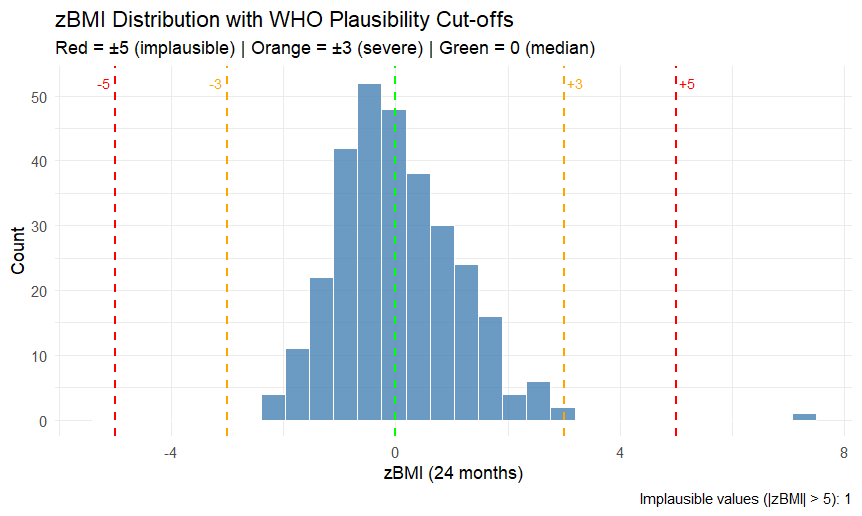 zBMI Distribution with WHO Plausibility Cut-offs
Red = ±5 (implausible) | Orange = ±3 (severe) | Green = 0 (median)
-5
-3
+3
+5
50
40
30
20
10
0
Count
-4
0
4
8
zBMI (24 months)
Implausible values (|zBMI| > 5): 1